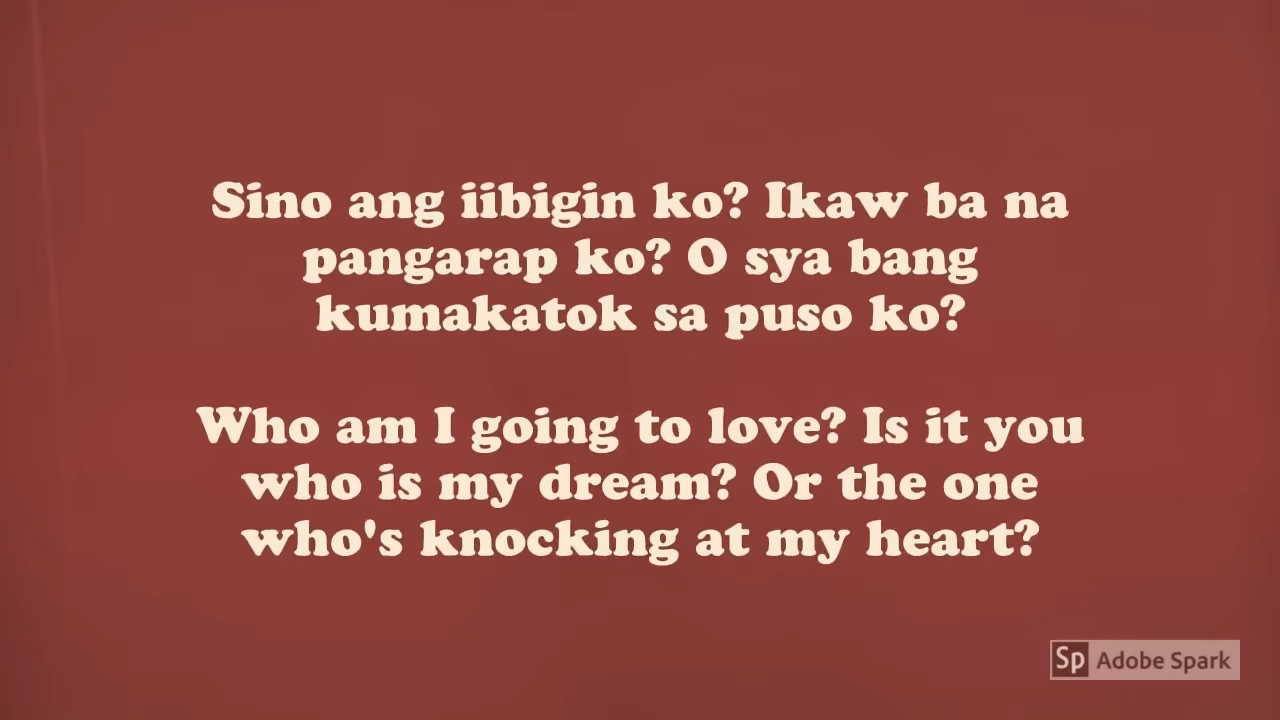 Sino ang iibigin ko? Ikaw ba na
pangarap ko? O sya bang
kumakatok sa puso ko?
Who am I going to love? Is it you
who is my dream? Or the one
who's knocking at my heart?
Sp Adobe Spark